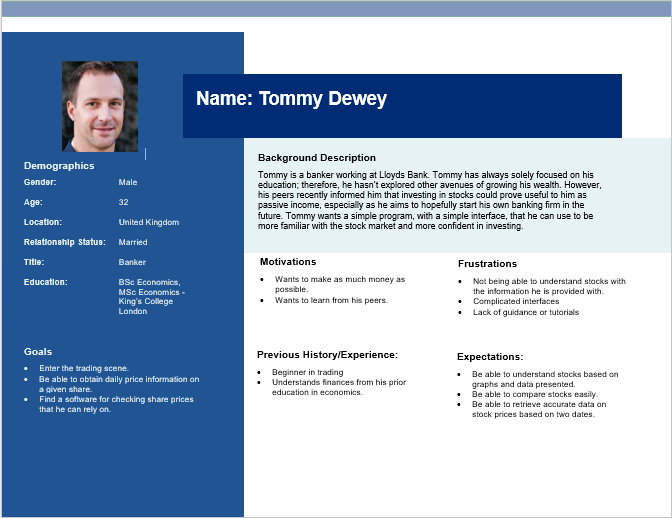 Name: Tommy Dewey
Demographics
Gender: Male
Age: 32
Location: United Kingdom
Relationship Status: Married
Title: Banker
Education: BSc Economics,
MSc Economics -
King's College
London
Goals
• Enter the trading scene.
• Be able to obtain daily price information on
a given share.
• Find a software for checking share prices
that he can rely on.
Background Description
Tommy is a banker working at Lloyds Bank. Tommy has always solely focused on his
education; therefore, he hasn't explored other avenues of growing his wealth. However,
his peers recently informed him that investing in stocks could prove useful to him as
passive income, especially as he aims to hopefully start his own banking firm in the
future. Tommy wants a simple program, with a simple interface, that he can use to be
more familiar with the stock market and more confident in investing.
Motivations
• Wants to make as much money as
possible.
• Wants to learn from his peers.
Frustrations
• Not being able to understand stocks with
the information he is provided with.
• Complicated interfaces
• Lack of guidance or tutorials
Previous History/Experience:
• Beginner in trading
• Understands finances from his prior
education in economics.
Expectations:
• Be able to understand stocks based on
graphs and data presented.
• Be able to compare stocks easily.
• Be able to retrieve accurate data on
stock prices based on two dates.